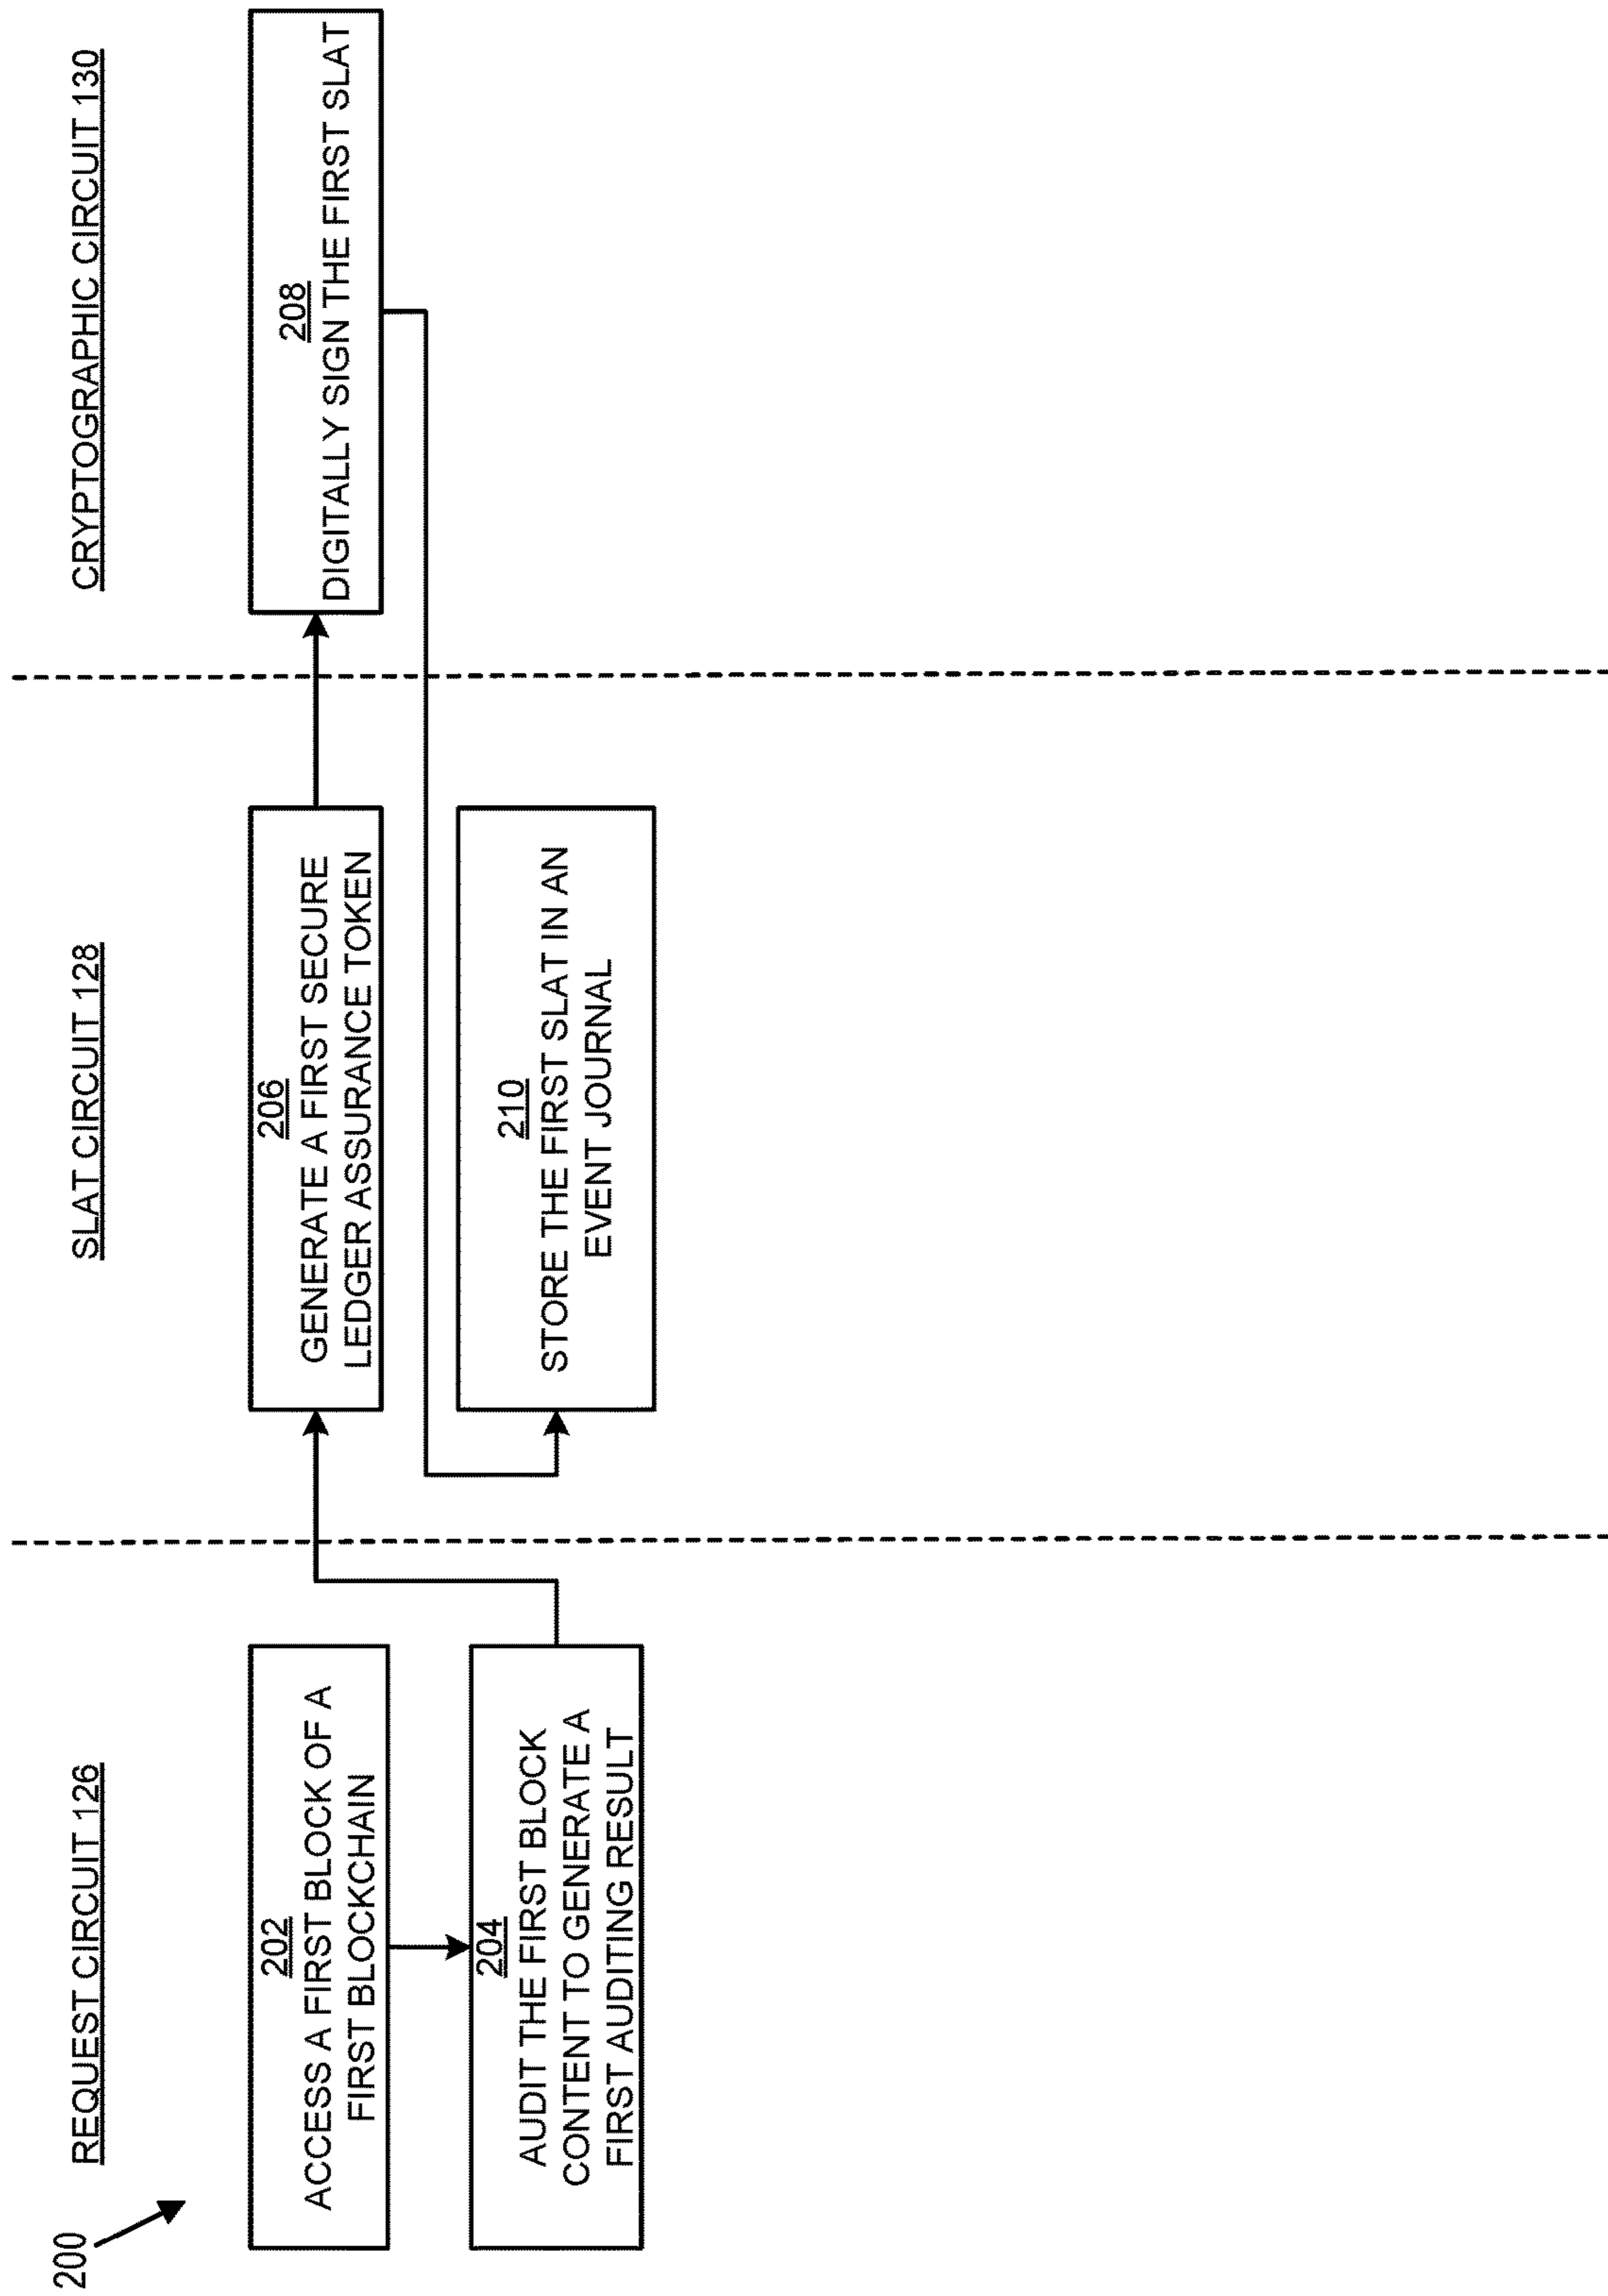 200
REQUEST CIRCUIT 126
SLAT CIRCUIT 128
CRYPTOGRAPHIC CIRCUIT 130
202
ACCESS A FIRST BLOCK OF A
FIRST BLOCKCHAIN
204
AUDIT THE FIRST BLOCK
CONTENT TO GENERATE A
FIRST AUDITING RESULT
206
GENERATE A FIRST SECURE
LEDGER ASSURANCE TOKEN
208
DIGITALLY SIGN THE FIRST SLAT
210
STORE THE FIRST SLAT IN AN
EVENT JOURNAL